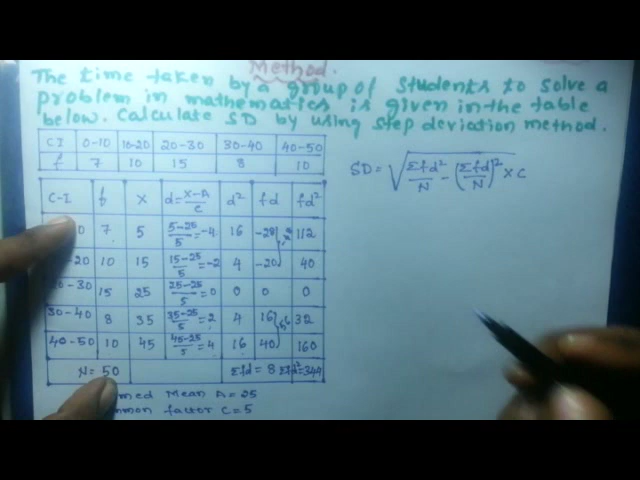 Method.
The time taken by a group of students to solve a
problem in mathematics is given in the table
below. Calculate SD by using step deviation method.
CI 0-10 10-20 20-30 30-40 40-50
f 7 10 15 8 10
SD= √Σfd²/N - (Σfd/N)² × C
C-I f X d=X-A/C d² fd fd²
0 7 5 5-25/5=-4 16 -28 112
-20 10 15 15-25/5=-2 4 -20 40
-30 15 25 25-25/5=0 0 0 0
30-40 8 35 35-25/5=2 4 16 32
40-50 10 45 45-25/5=4 16 40 160
N=50 Σfd=8 Σfd²=344
med Mean A=25
mmon factor C=5